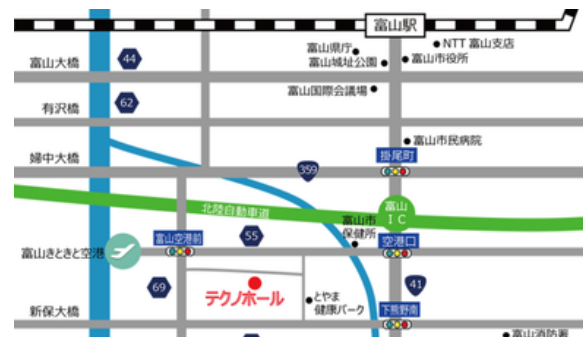 富山駅
NTT 富山支店
富山県庁
富山市役所
富山城址公園
44
富山大橋
富山国際会議場
62
有沢橋
富山市民病院
掛尾町
婦中大橋
359
北陸自動車道
富山
IC
富山市
保健所
富山空港前
55
空港口
富山きときと空港
69
テクノホール
とやま
健康パーク
41
新保大橋
下熊野南
富山消防署